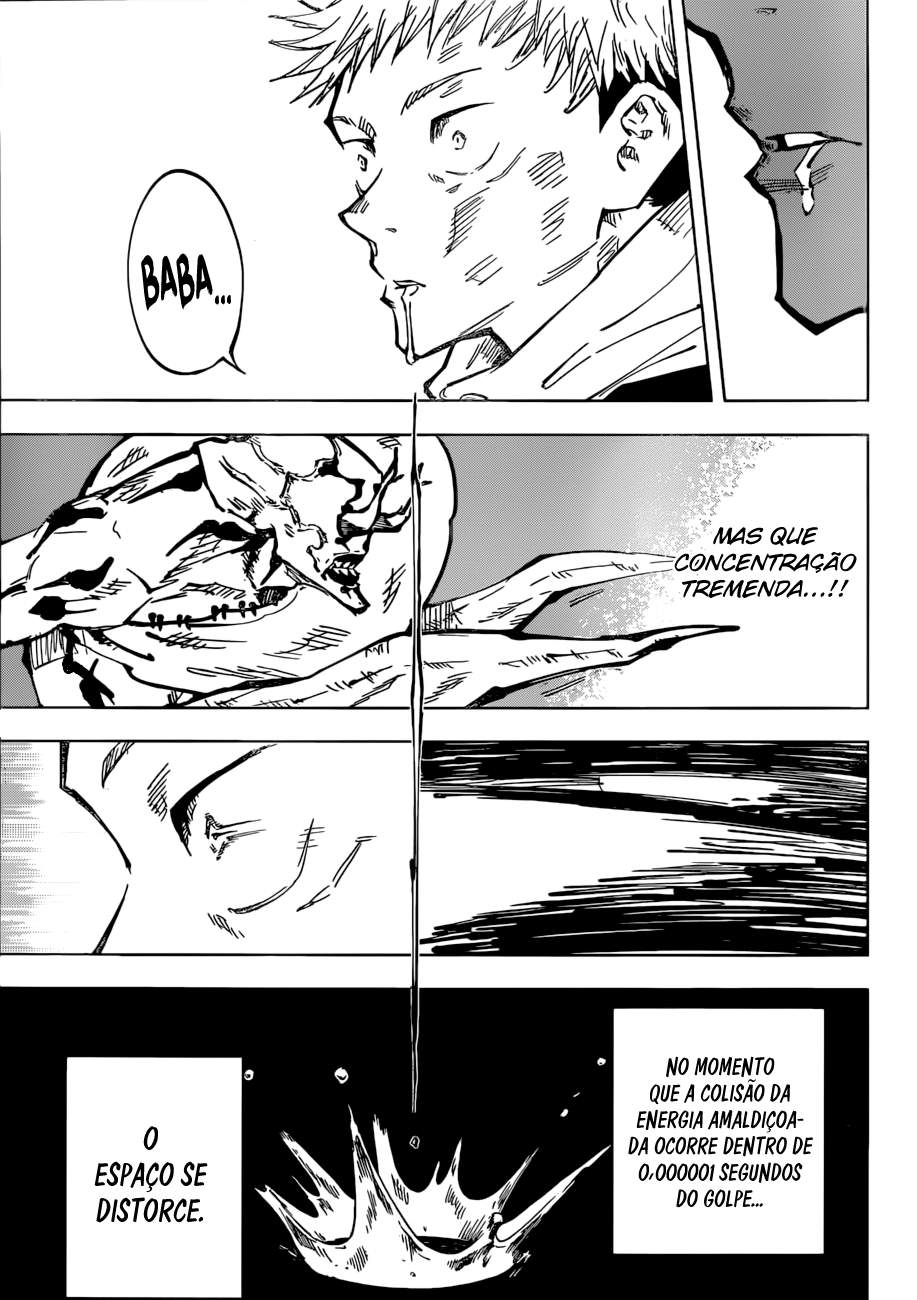 BABA...
MAS QUE
CONCENTRAÇÃO
TREMENDA...!!
NO MOMENTO
QUE A COLISÃO DA
ENERGIA AMALDIÇOA-
DA OCORRE DENTRO DE
0,000001 SEGUNDOS
DO GOLPE...
O
ESPAÇO SE
DISTORCE.